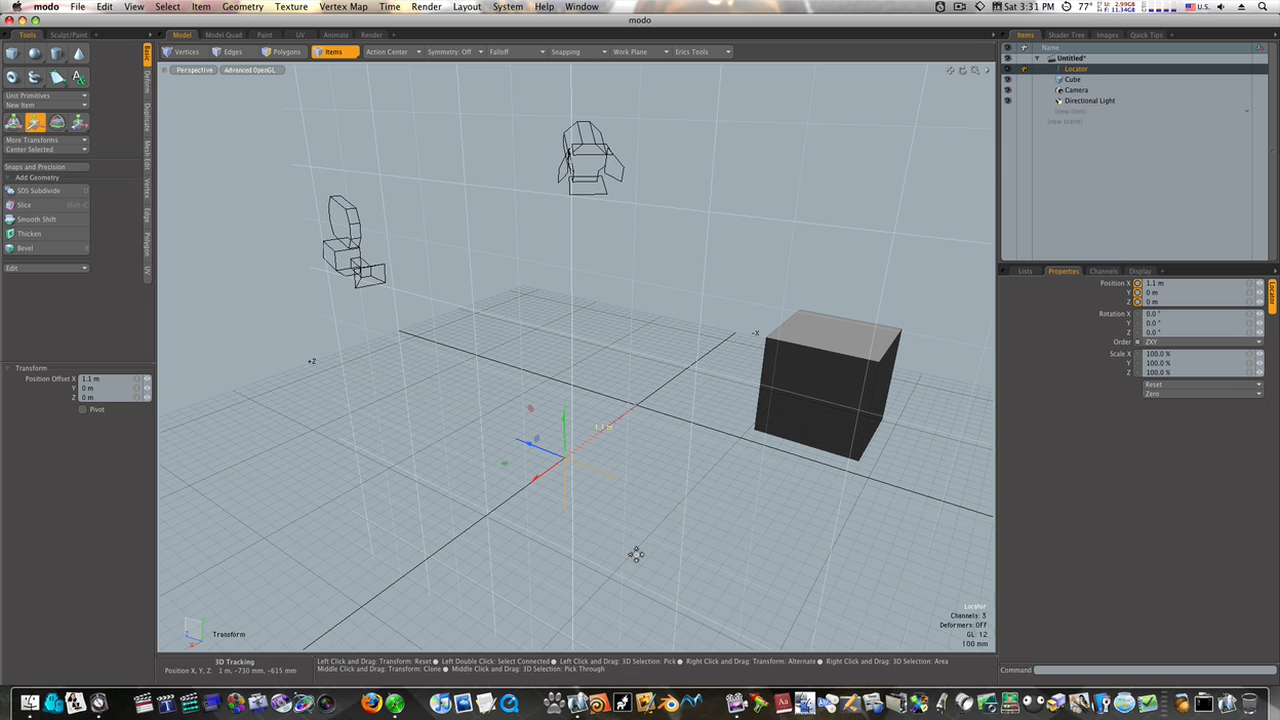 modo File Edit View Select Item Geometry Texture Vertex Map Time Render Layout System Help Window
Sat 3:31 PM 77° 2.99GB U.S.
11.34GB
modo
Tools Sculpt/Paint
Model Model Quad Paint UV Animate Render
Items Shader Tree Images Quick Tips
Vertices Edges Polygons Items Action Center Symmetry: Off Falloff Snapping Work Plane Erics Tools
Name
Perspective Advanced OpenGL
Untitled*
Locator
Cube
Camera
Directional Light
(new item)
(new scene)
Unit Primitives
New Item
More Transforms
Center Selected
Snaps and Precision
Add Geometry
SDS Subdivide D
Slice Shift-C
Smooth Shift
Thicken
Bevel B
Edit
Basic
Deform
Duplicate
Mesh Edit
Vertex
Edge
Polygon
UV
Lists Properties Channels Display
Position X 1.1 m
Y 0 m
Z 0 m
Rotation X 0.0 °
Y 0.0 °
Z 0.0 °
Order ZXY
Scale X 100.0 %
Y 100.0 %
Z 100.0 %
Reset
Zero
Locator
-X
+Z
1.1 m
Transform
Position Offset X 1.1 m
Y 0 m
Z 0 m
Pivot
Locator
Channels: 3
Deformers: OFF
GL: 12
100 mm
Transform
3D Tracking
Position X, Y, Z: 1 m, -730 mm, -615 mm
Left Click and Drag: Transform: Reset Left Double Click: Select Connected Left Click and Drag: 3D Selection: Pick Right Click and Drag: Transform: Alternate Right Click and Drag: 3D Selection: Area
Middle Click and Drag: Transform: Clone Middle Click and Drag: 3D Selection: Pick Through
Command